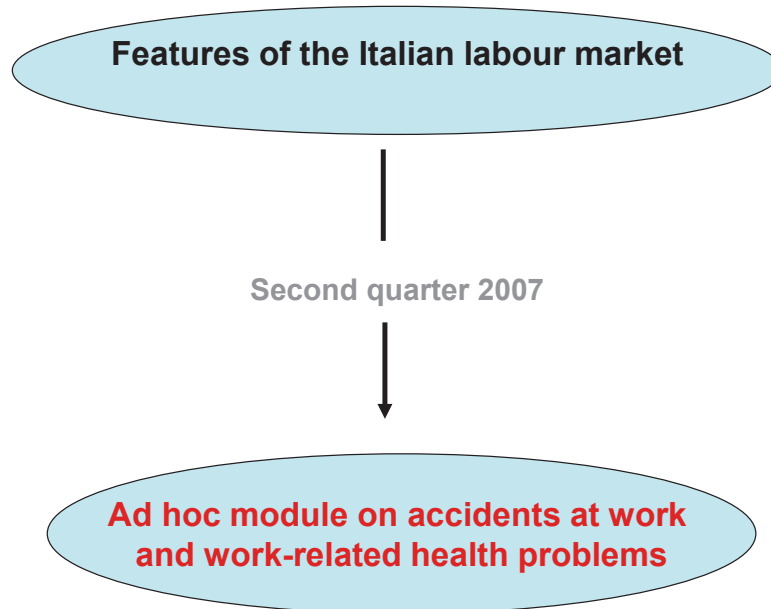 Features of the Italian labour market
Second quarter 2007
Ad hoc module on accidents at work
and work-related health problems